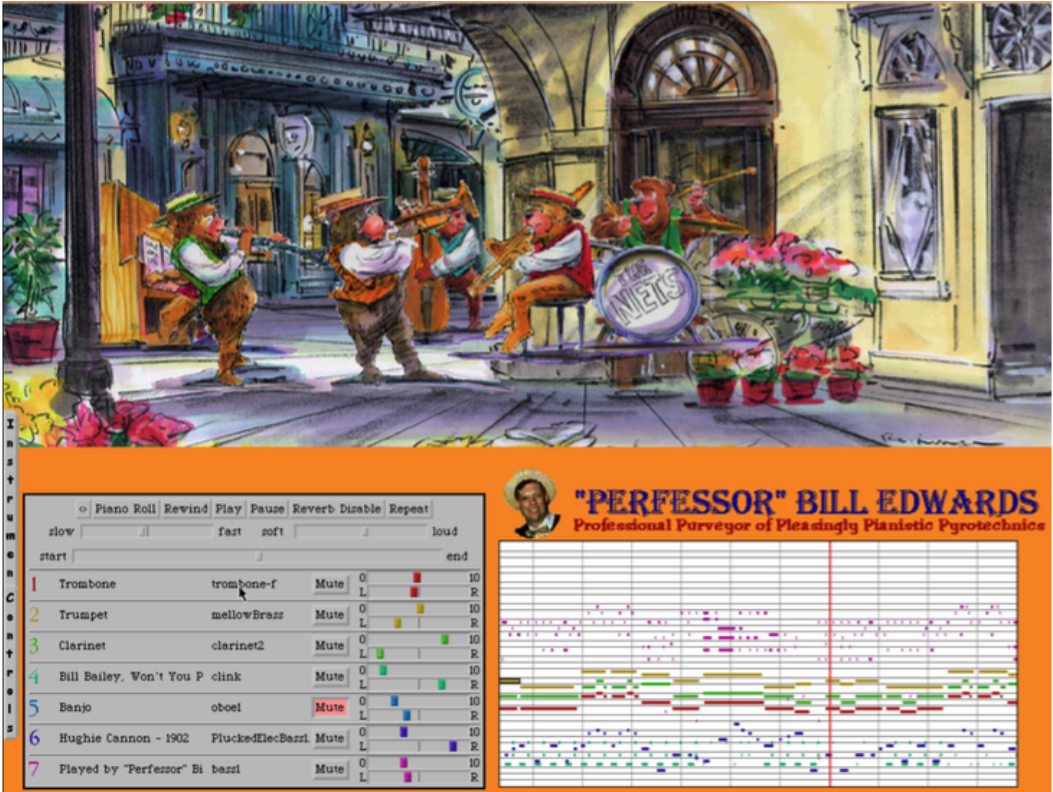 THE
NETS
Instrument Controls
<> Piano Roll Rewind Play Pause Reverb Disable Repeat
slow fast soft loud
start end
1 Trombone trombone-f Mute 0 10 L R
2 Trumpet mellowBrass Mute 0 10 L R
3 Clarinet clarinet2 Mute 0 10 L R
4 Bill Bailey, Won't You P clink Mute 0 10 L R
5 Banjo oboe1 Mute 0 10 L R
6 Hughie Cannon - 1902 PluckedElecBass1 Mute 0 10 L R
7 Played by "Perfessor" Bi bass1 Mute 0 10 L R
"PERFESSOR" BILL EDWARDS
Professional Purveyor of Pleasingly Pianistic Pyrotechnics